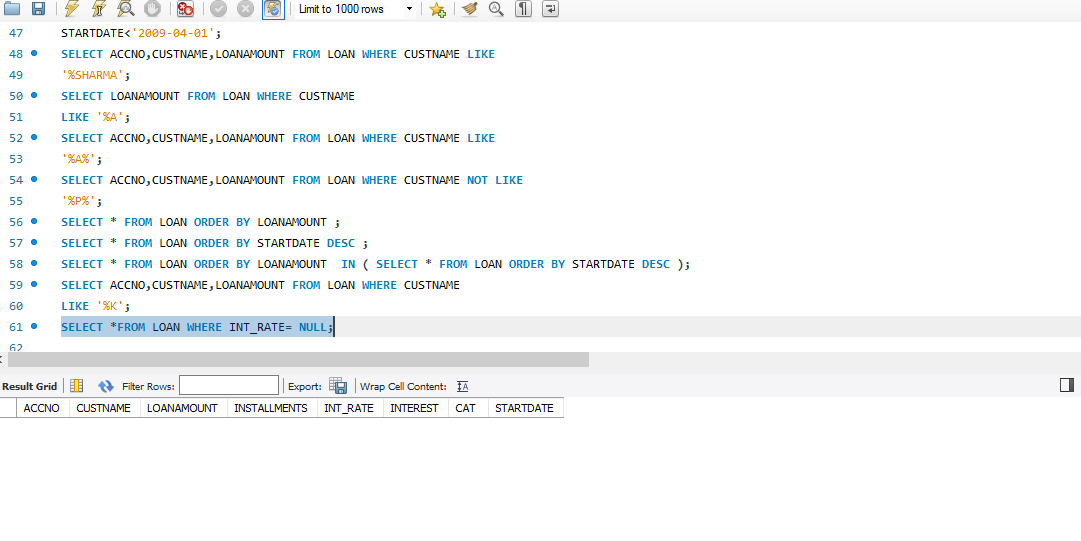 Limit to 1000 rows
47 STARTDATE<'2009-04-01';
48 SELECT ACCNO,CUSTNAME,LOANAMOUNT FROM LOAN WHERE CUSTNAME LIKE
49 '%SHARMA';
50 SELECT LOANAMOUNT FROM LOAN WHERE CUSTNAME
51 LIKE '%A';
52 SELECT ACCNO,CUSTNAME,LOANAMOUNT FROM LOAN WHERE CUSTNAME LIKE
53 '%A%';
54 SELECT ACCNO,CUSTNAME,LOANAMOUNT FROM LOAN WHERE CUSTNAME NOT LIKE
55 '%P%';
56 SELECT * FROM LOAN ORDER BY LOANAMOUNT ;
57 SELECT * FROM LOAN ORDER BY STARTDATE DESC ;
58 SELECT * FROM LOAN ORDER BY LOANAMOUNT  IN ( SELECT * FROM LOAN ORDER BY STARTDATE DESC );
59 SELECT ACCNO,CUSTNAME,LOANAMOUNT FROM LOAN WHERE CUSTNAME
60 LIKE '%K';
61 SELECT *FROM LOAN WHERE INT_RATE= NULL;
62
Result Grid Filter Rows: Export: Wrap Cell Content:
ACCNO CUSTNAME LOANAMOUNT INSTALLMENTS INT_RATE INTEREST CAT STARTDATE